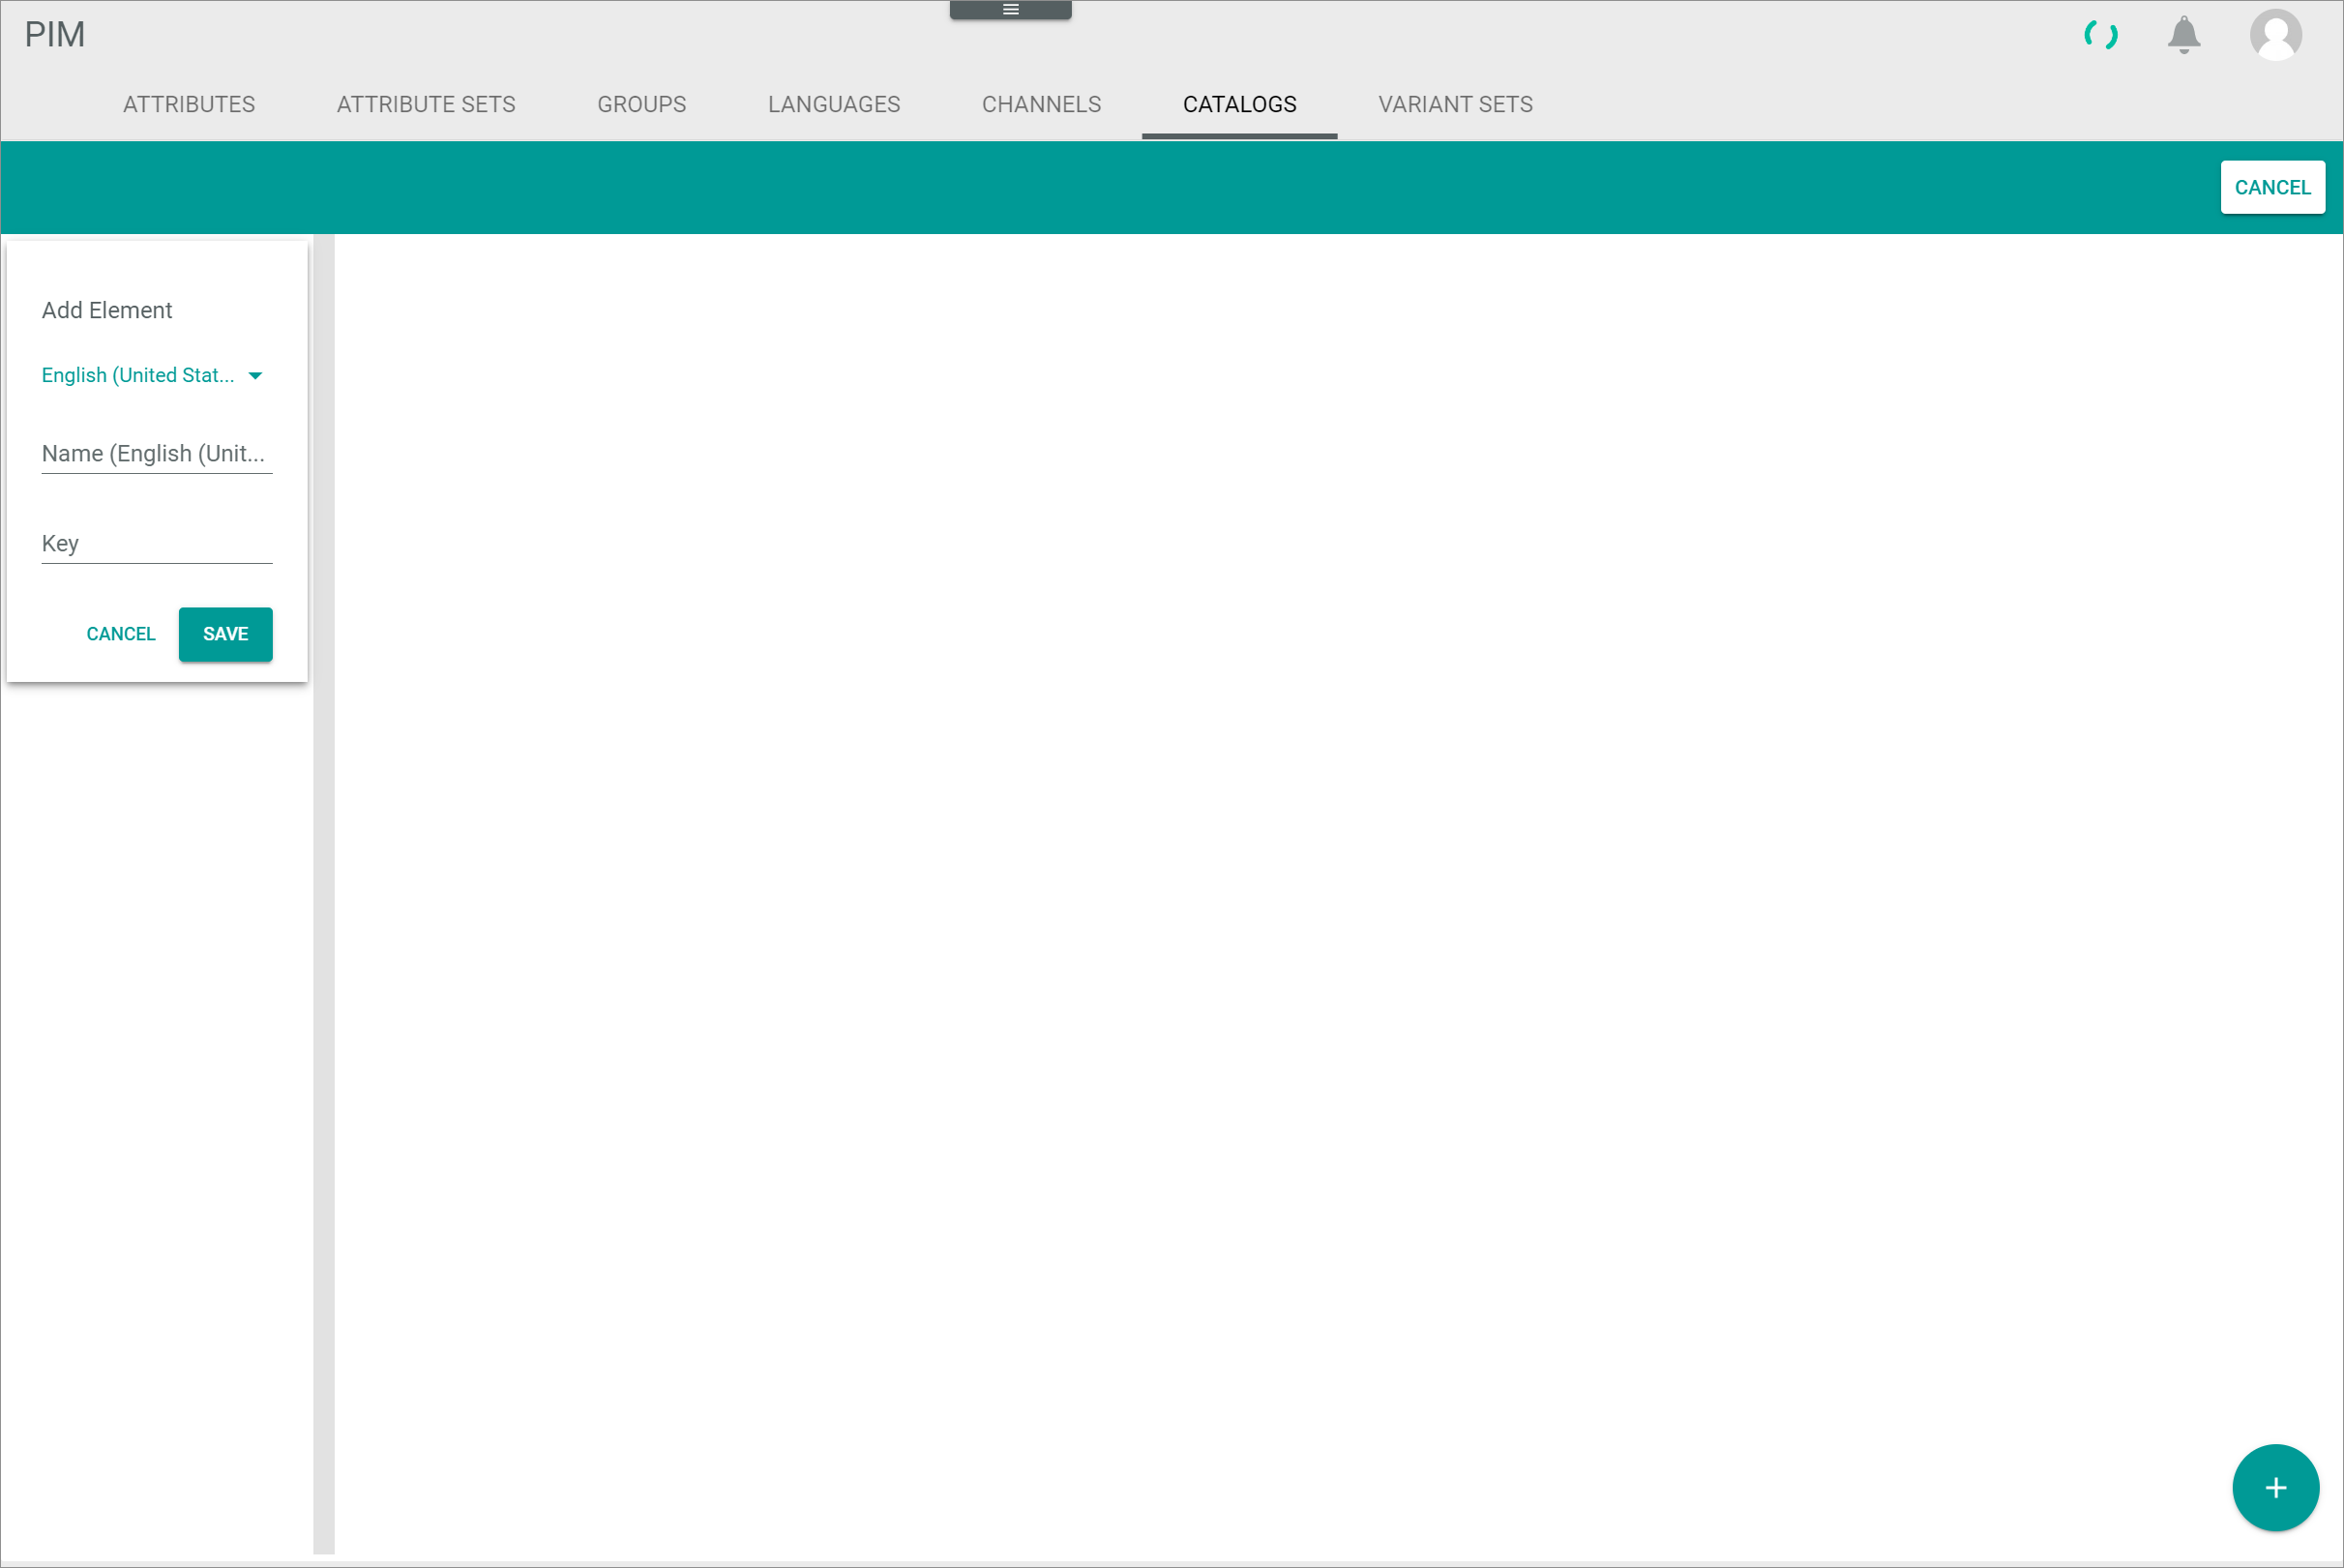 PIM
ATTRIBUTES
ATTRIBUTE SETS
GROUPS
LANGUAGES
CHANNELS
CATALOGS
VARIANT SETS
CANCEL
Add Element
English (United Stat...
Name (English (Unit...
Key
CANCEL
SAVE